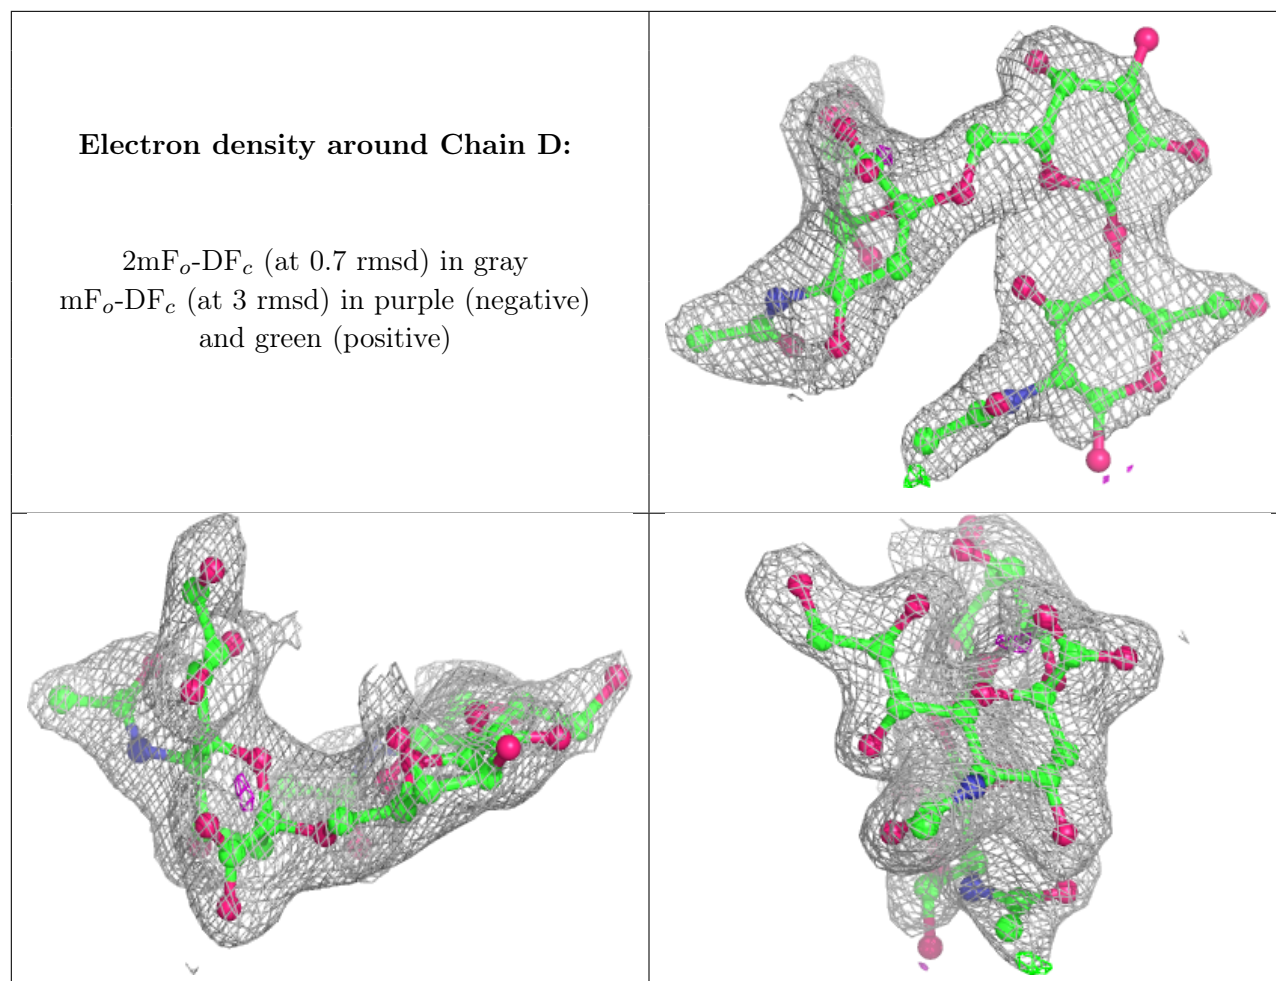 Electron density around Chain D:
2mFₒ-DF𝒸 (at 0.7 rmsd) in gray
mFₒ-DF𝒸 (at 3 rmsd) in purple (negative)
and green (positive)